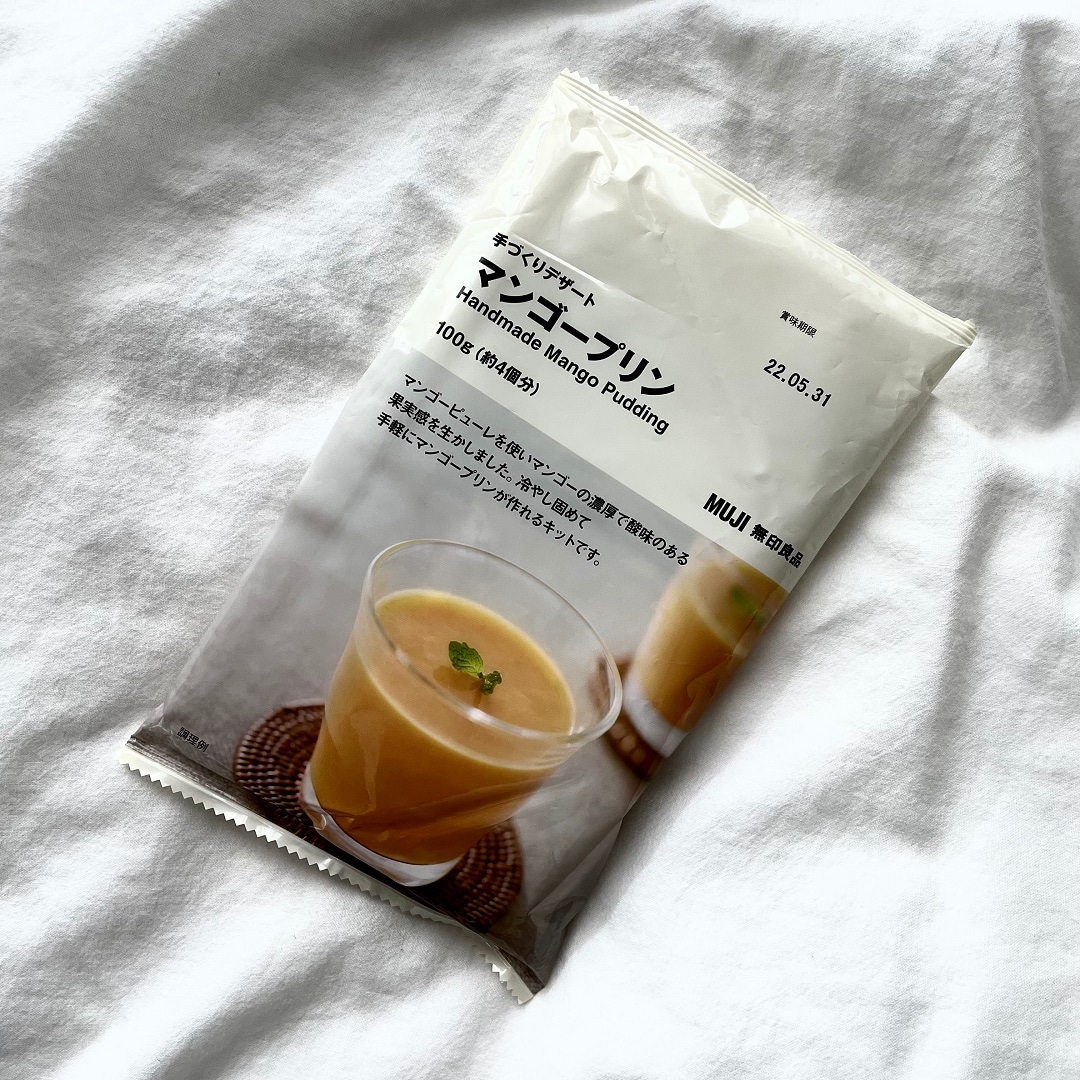 手づくりデザート
マンゴープリン
Handmade Mango Pudding
100g（約4個分）
賞味期限
22.05.31
マンゴーピューレを使いマンゴーの濃厚で酸味のある
果実感を生かしました。冷やし固めて
手軽にマンゴープリンが作れるキットです。
MUJI 無印良品
調理例